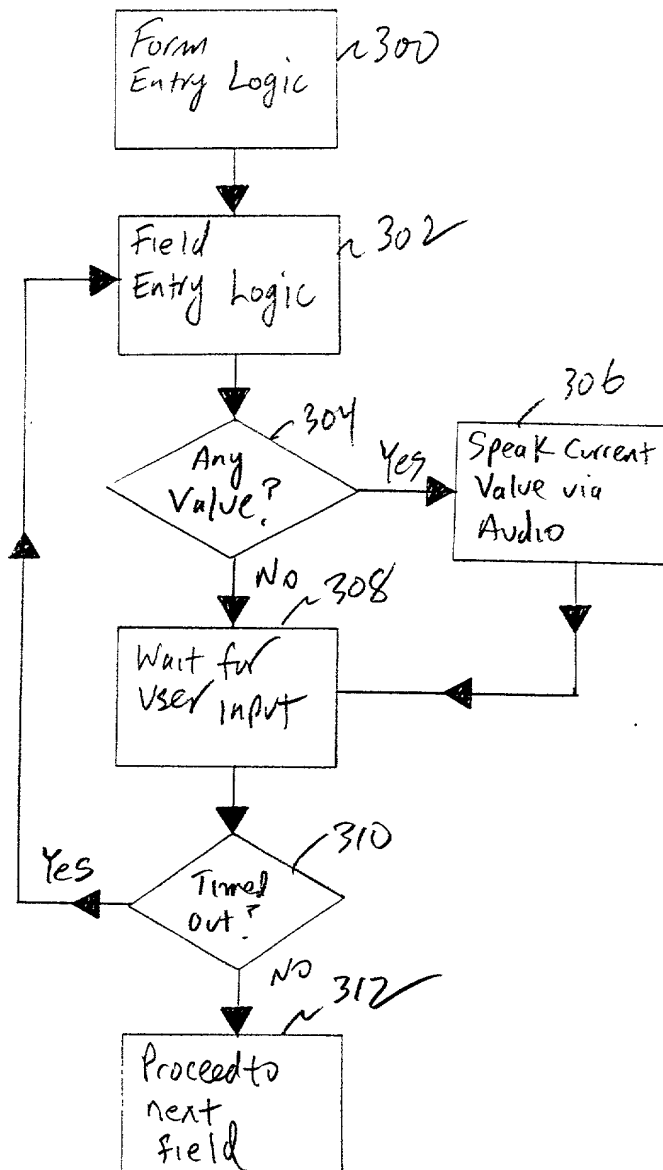 Form
Entry Logic
300
Field
Entry Logic
302
304
Any
Value?
Yes
306
Speak Current
Value via
Audio
No
308
Wait for
User Input
310
Timed
Out?
Yes
No
312
Proceed to
next
field